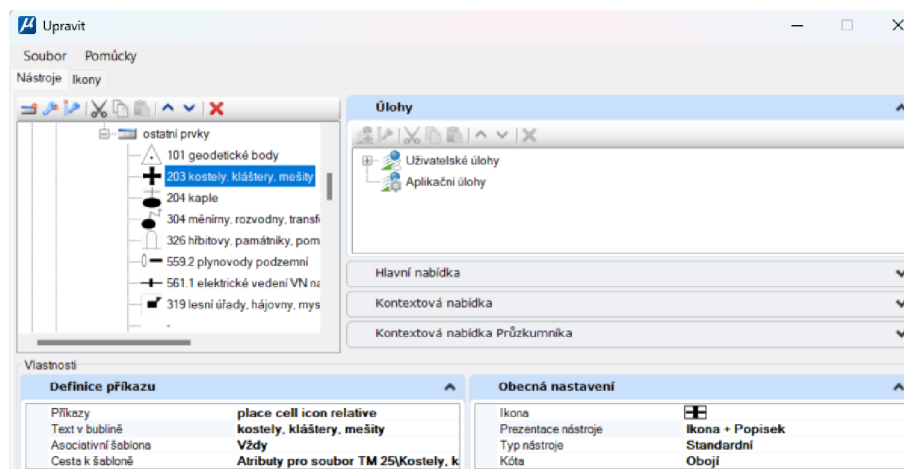 Upravit
Soubor Pomůcky
Nástroje Ikony
ostatní prvky
101 geodetické body
203 kostely, kláštery, mešity
204 kaple
304 měnírny, rozvodny, transf
326 hřbitovy, památníky, pom
559.2 plynovody podzemní
561.1 elektrické vedení VN na
319 lesní úřady, hájovny, mys
-
Úlohy
Uživatelské úlohy
Aplikační úlohy
Hlavní nabídka
Kontextová nabídka
Kontextová nabídka Průzkumníka
Vlastnosti
Definice příkazu
Příkazy place cell icon relative
Text v bublině kostely, kláštery, mešity
Asociativní šablona Vždy
Cesta k šabloně Atributy pro soubor TM 25\Kostely, k
Obecná nastavení
Ikona
Prezentace nástroje Ikona + Popisek
Typ nástroje Standardní
Kóta Obojí